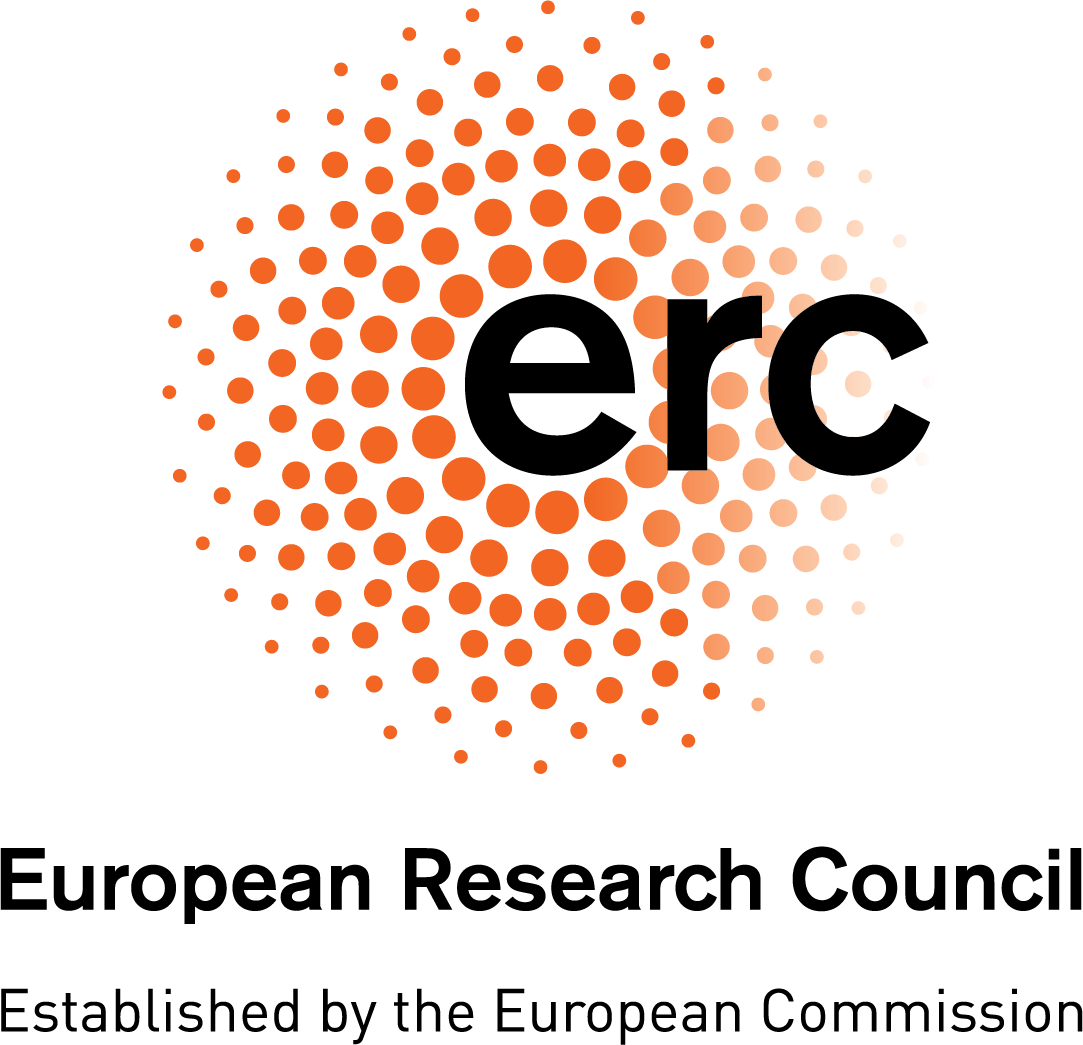 erc
European Research Council
Established by the European Commission